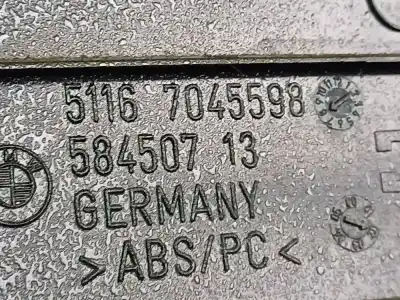 5116 7045598
584507 13
GERMANY
>ABS/PC<